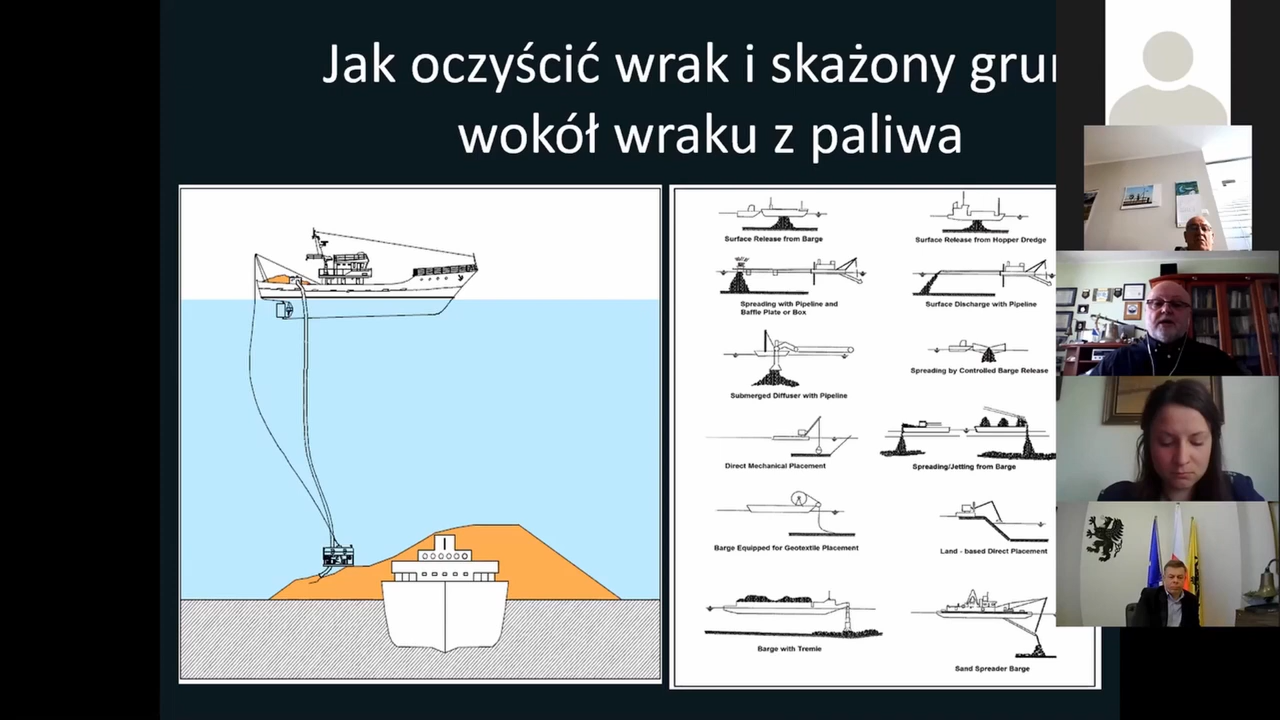 Jak oczyścić wrak i skażony grun
wokół wraku z paliwa
Surface Release from Barge
Surface Release from Hopper Dredge
Spreading with Pipeline and
Baffle Plate or Box
Surface Discharge with Pipeline
Submerged Diffuser with Pipeline
Spreading by Controlled Barge Release
Direct Mechanical Placement
Spreading/Jetting from Barge
Barge Equipped for Geotextile Placement
Land - based Direct Placement
Barge with Tremie
Sand Spreader Barge